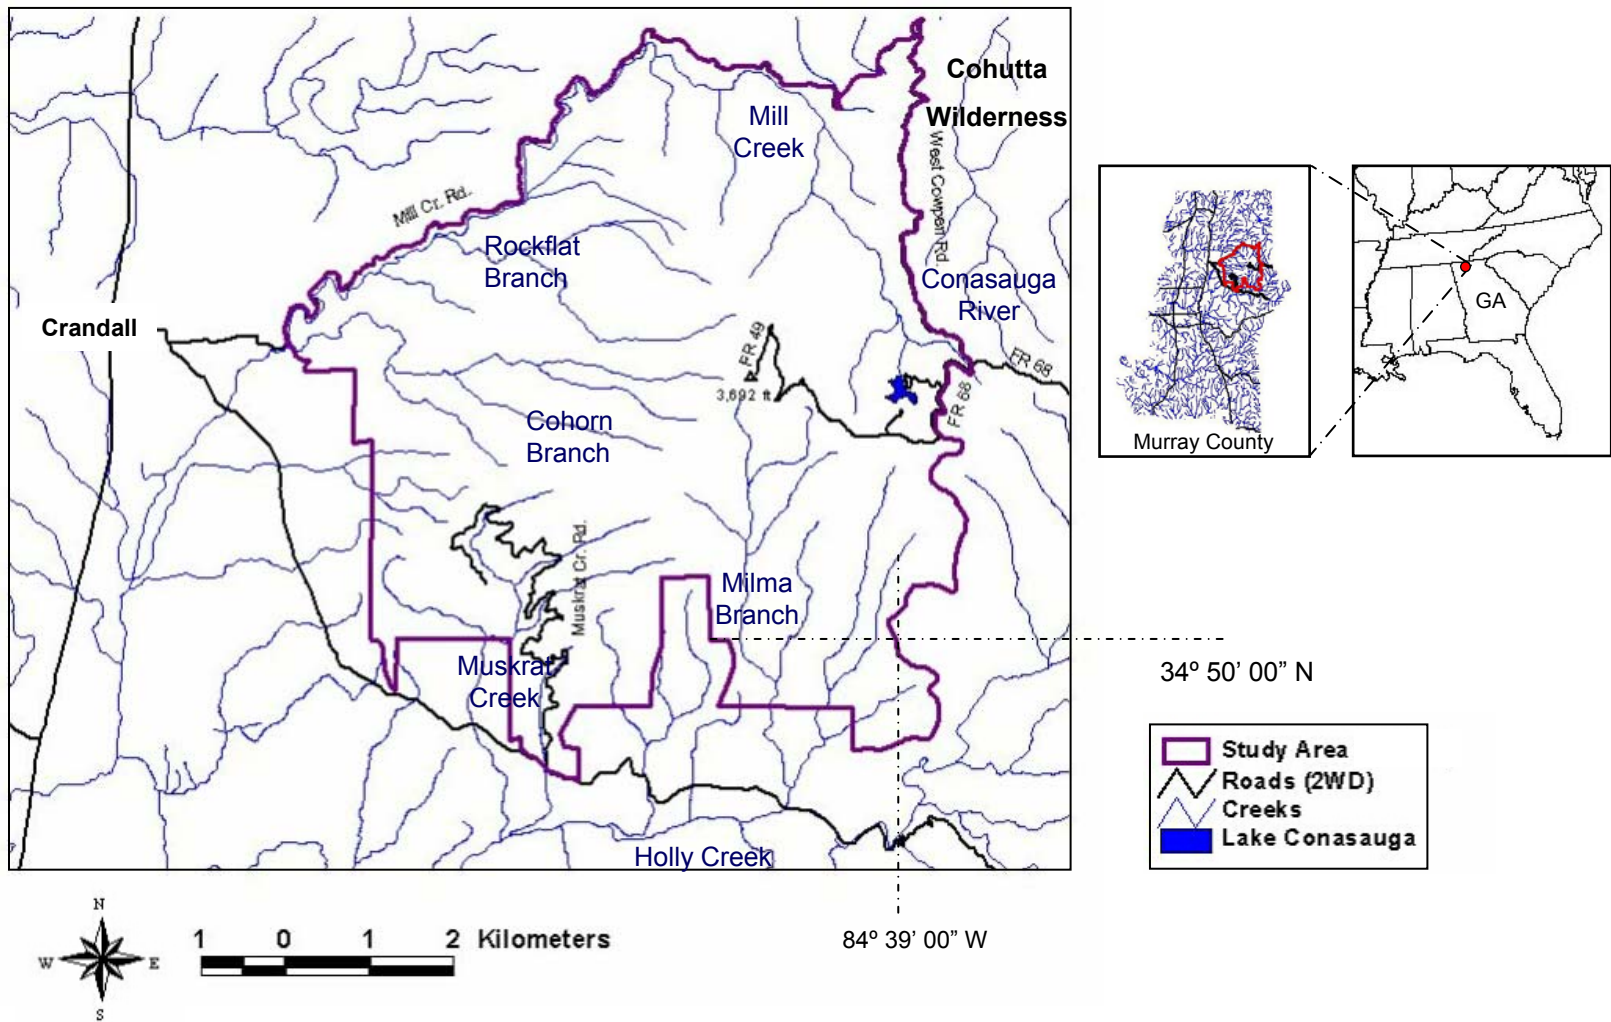 Cohutta
Wilderness
Mill
Creek
West Cowpen Rd.
Mill Cr. Rd.
Rockflat
Branch
Conasauga
River
Crandall
FR 49
3,692 ft
FR 68
FR 68
Cohorn
Branch
Muskrat Cr. Rd.
Milma
Branch
Muskrat
Creek
Holly Creek
Murray County
GA
34º 50’ 00” N
84º 39’ 00” W
Study Area
Roads (2WD)
Creeks
Lake Conasauga
N
W E
S
1 0 1 2 Kilometers